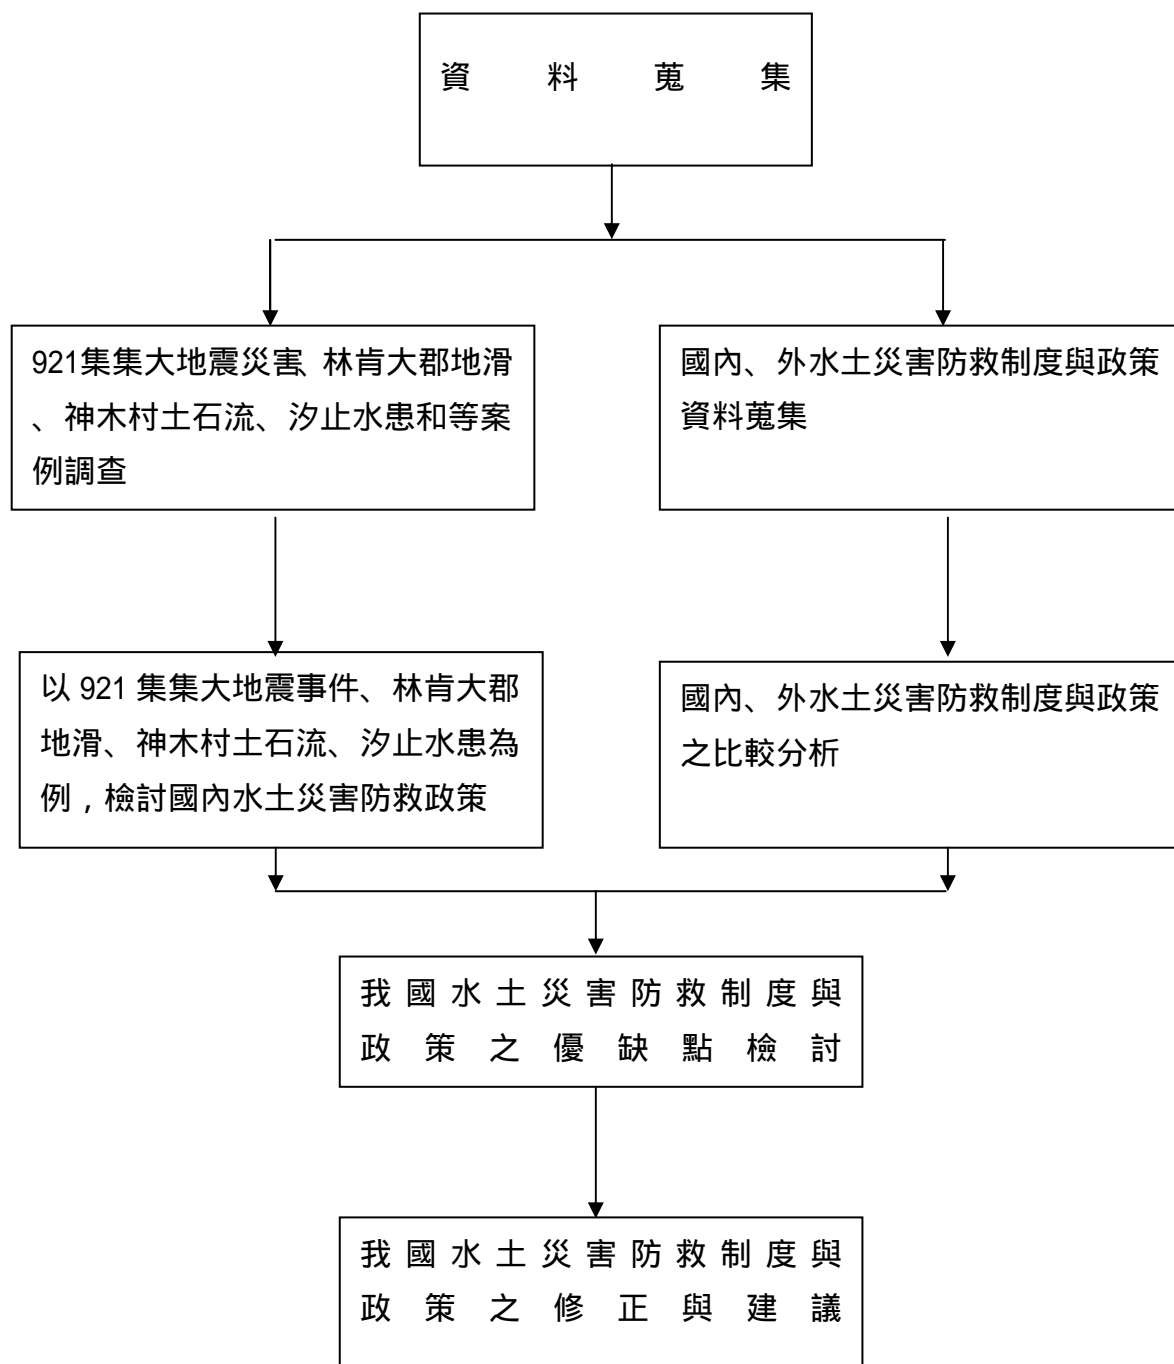 資料蒐集
921集集大地震災害、林肯大郡地滑
、神木村土石流、汐止水患和等案
例調查
國內、外水土災害防救制度與政策
資料蒐集
以 921 集集大地震事件、林肯大郡
地滑、神木村土石流、汐止水患為
例，檢討國內水土災害防救政策
國內、外水土災害防救制度與政策
之比較分析
我國水土災害防救制度與
政策之優缺點檢討
我國水土災害防救制度與
政策之修正與建議